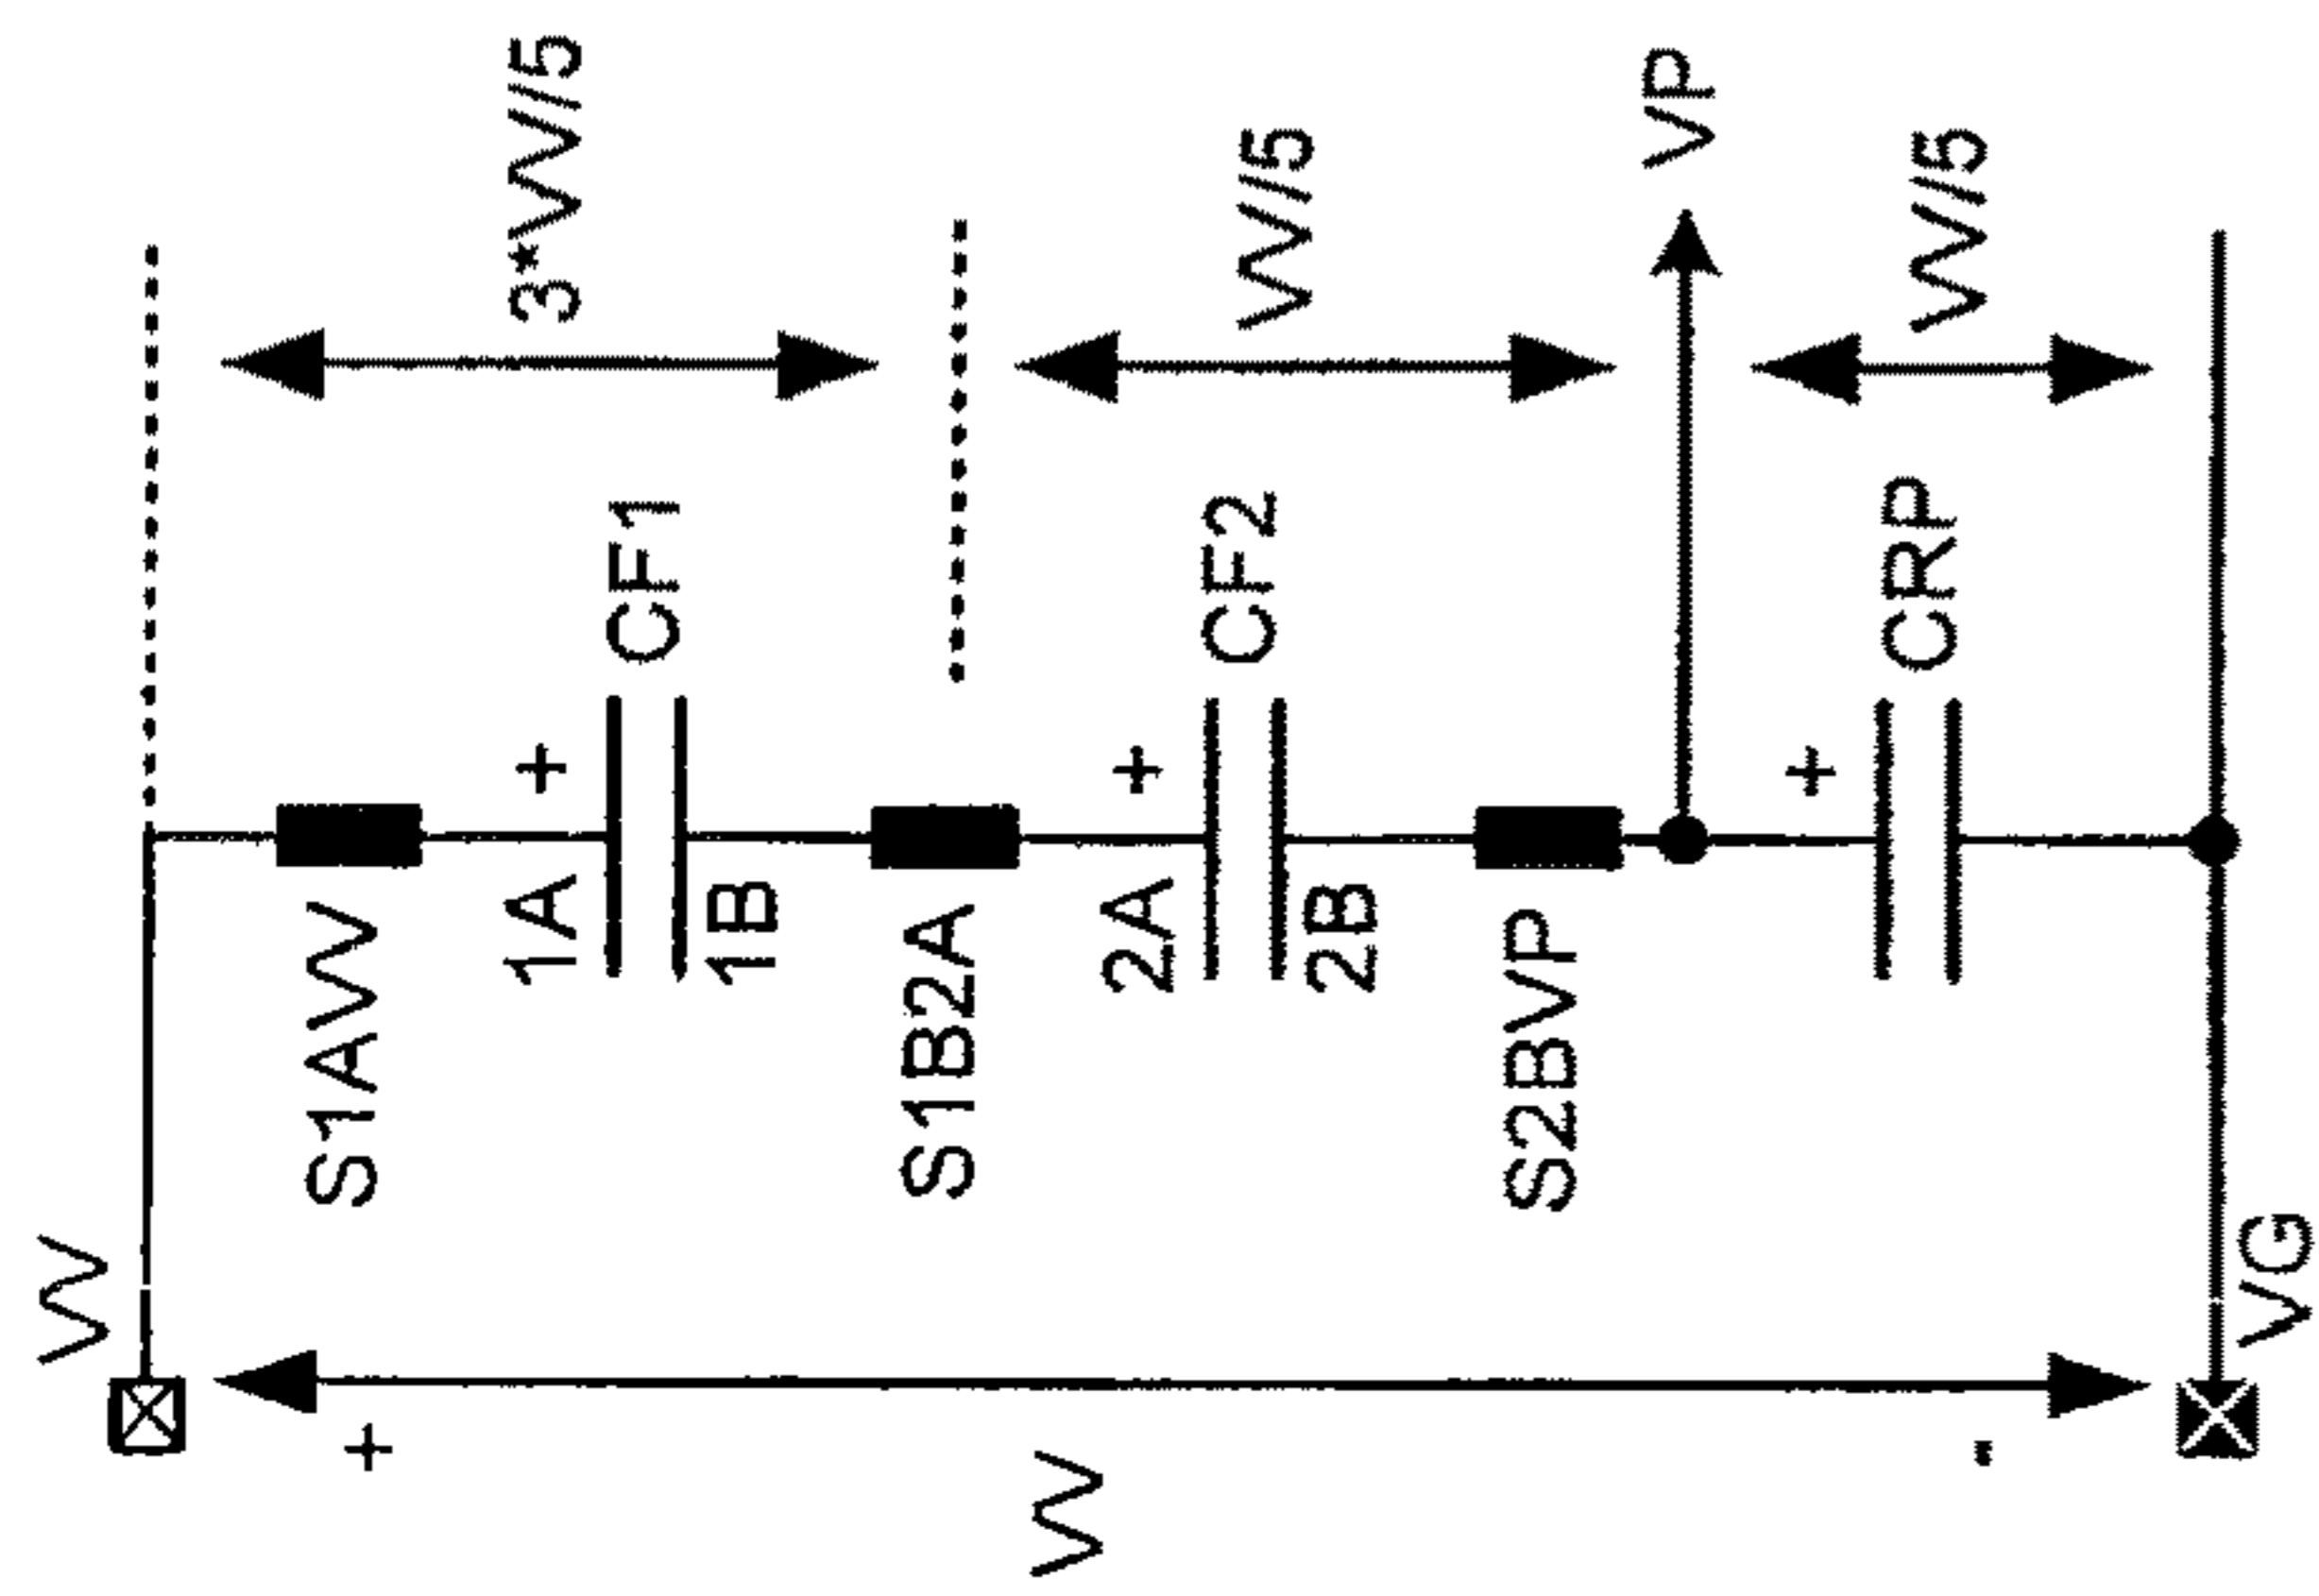 VV
+
S1AVV
1A
+
3*VV/5
CF1
1B
S1B2A
VV
2A
+
CF2
VV/5
2B
S2BVP
VP
+
CRP
VV/5
-
VG